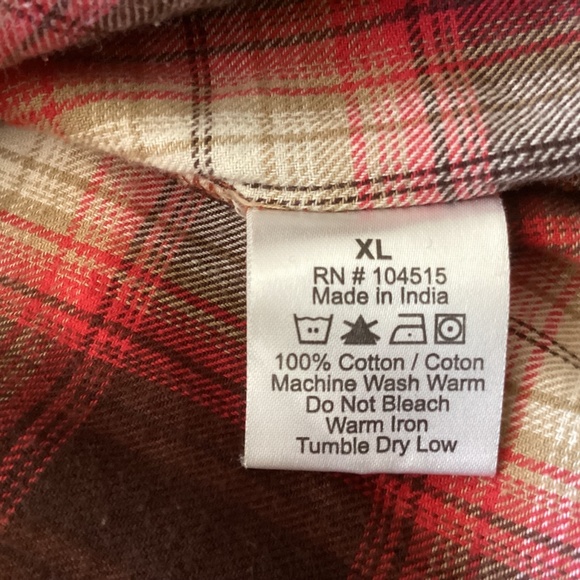 XL
RN # 104515
Made in India
100% Cotton / Coton
Machine Wash Warm
Do Not Bleach
Warm Iron
Tumble Dry Low